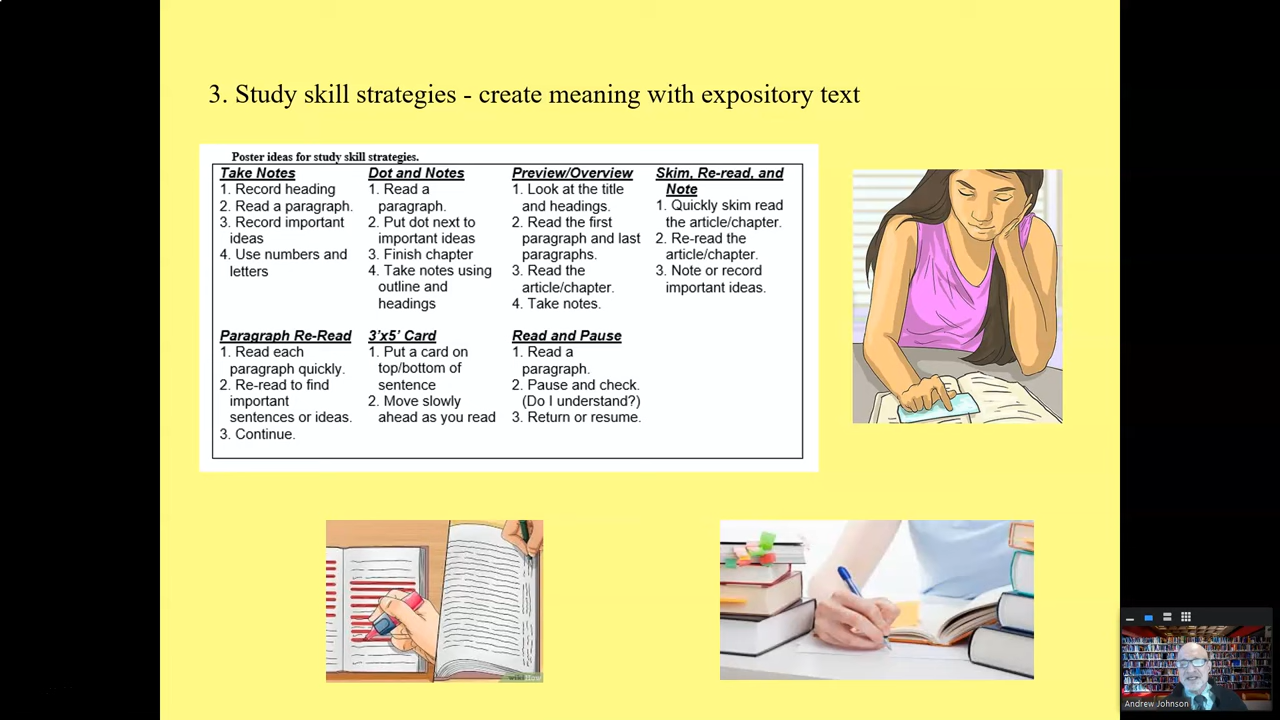 3. Study skill strategies - create meaning with expository text
Poster ideas for study skill strategies.
Take Notes
1. Record heading
2. Read a paragraph.
3. Record important
ideas
4. Use numbers and
letters
Dot and Notes
1. Read a
paragraph.
2. Put dot next to
important ideas
3. Finish chapter
4. Take notes using
outline and
headings
Preview/Overview
1. Look at the title
and headings.
2. Read the first
paragraph and last
paragraphs.
3. Read the
article/chapter.
4. Take notes.
Skim, Re-read, and
Note
1. Quickly skim read
the article/chapter.
2. Re-read the
article/chapter.
3. Note or record
important ideas.
Paragraph Re-Read
1. Read each
paragraph quickly.
2. Re-read to find
important
sentences or ideas.
3. Continue.
3'x5' Card
1. Put a card on
top/bottom of
sentence
2. Move slowly
ahead as you read
Read and Pause
1. Read a
paragraph.
2. Pause and check.
(Do I understand?)
3. Return or resume.
wikiHow
Andrew Johnson